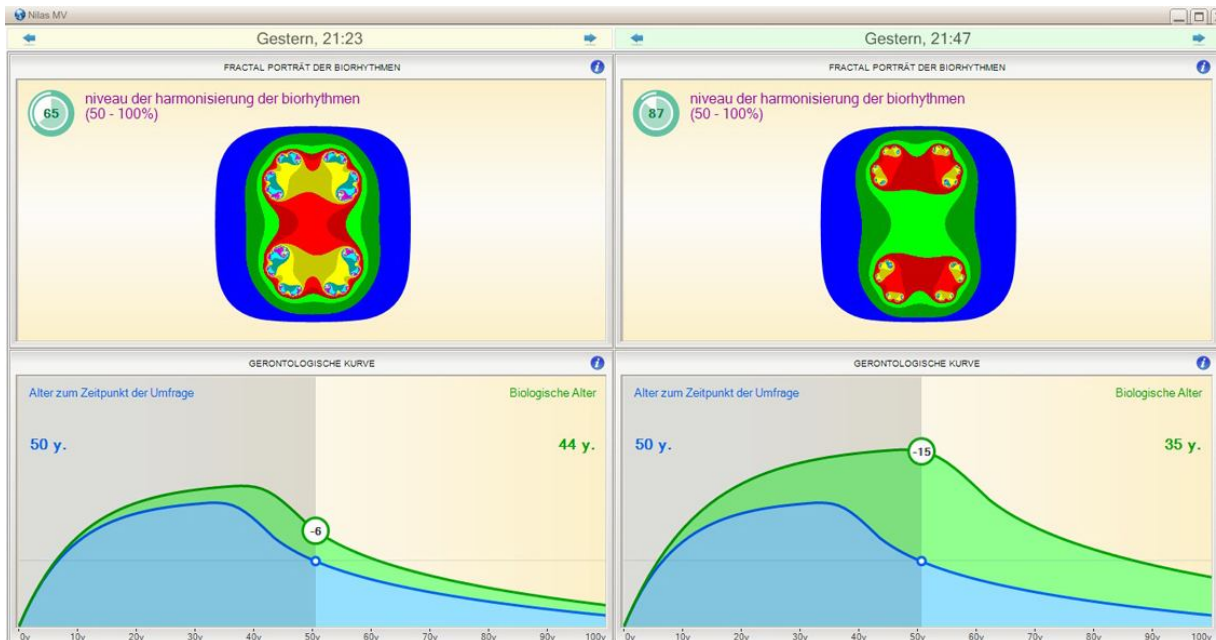 Nilas MV
Gestern, 21:23
FRACTAL PORTRÄT DER BIORHYTHMEN
65
niveau der harmonisierung der biorhythmen
(50 - 100%)
GERONTOLOGISCHE KURVE
Alter zum Zeitpunkt der Umfrage
Biologische Alter
50 y.
44 y.
-6
0y 10y 20y 30y 40y 50y 60y 70y 80y 90y 100y
Gestern, 21:47
FRACTAL PORTRÄT DER BIORHYTHMEN
87
niveau der harmonisierung der biorhythmen
(50 - 100%)
GERONTOLOGISCHE KURVE
Alter zum Zeitpunkt der Umfrage
Biologische Alter
50 y.
35 y.
-15
0y 10y 20y 30y 40y 50y 60y 70y 80y 90y 100y